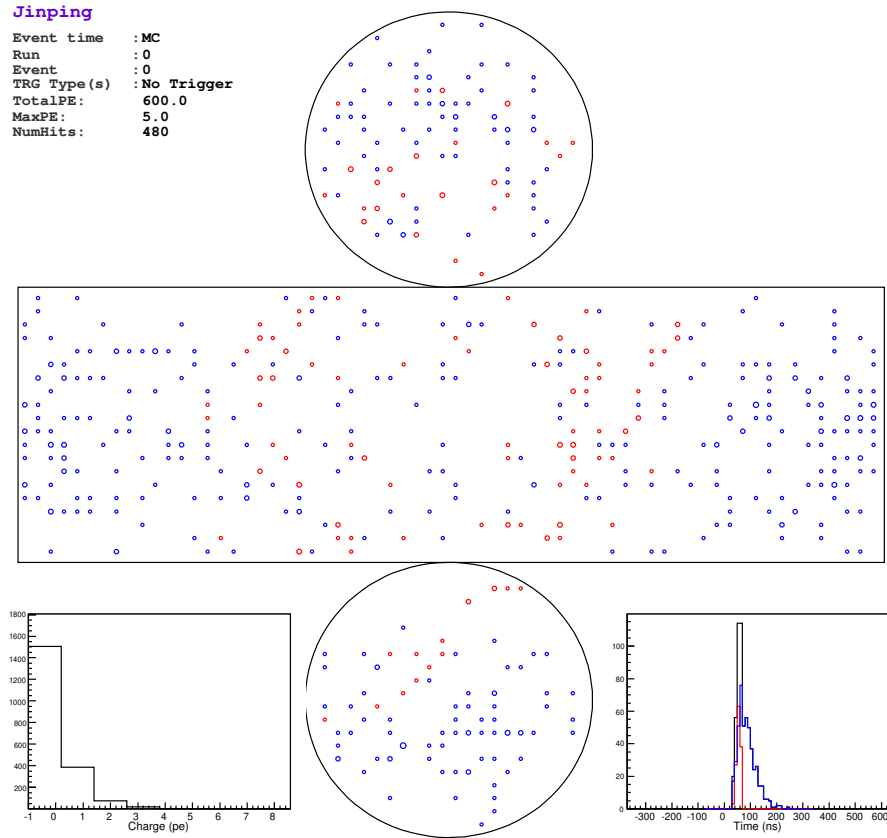 Jinping
Event time :MC
Run :0
Event :0
TRG Type(s) :No Trigger
TotalPE: 600.0
MaxPE: 5.0
NumHits: 480
1800
1600
1400
1200
1000
800
600
400
200
-1 0 1 2 3 4 5 6 7 8
Charge (pe)
100
80
60
40
20
0
-300 -200 -100 0 100 200 300 400 500 600
Time (ns)